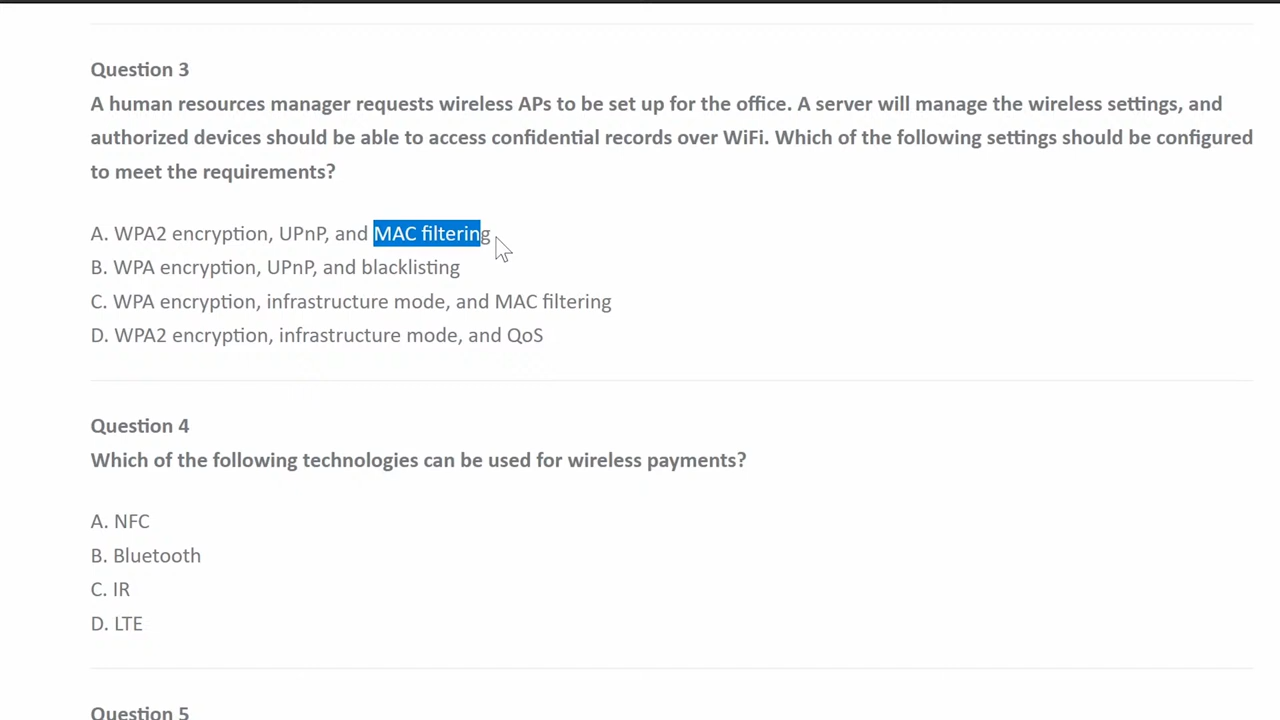 Question 3
A human resources manager requests wireless APs to be set up for the office. A server will manage the wireless settings, and
authorized devices should be able to access confidential records over WiFi. Which of the following settings should be configured
to meet the requirements?
A. WPA2 encryption, UPnP, and MAC filtering
B. WPA encryption, UPnP, and blacklisting
C. WPA encryption, infrastructure mode, and MAC filtering
D. WPA2 encryption, infrastructure mode, and QoS
Question 4
Which of the following technologies can be used for wireless payments?
A. NFC
B. Bluetooth
C. IR
D. LTE
Question 5